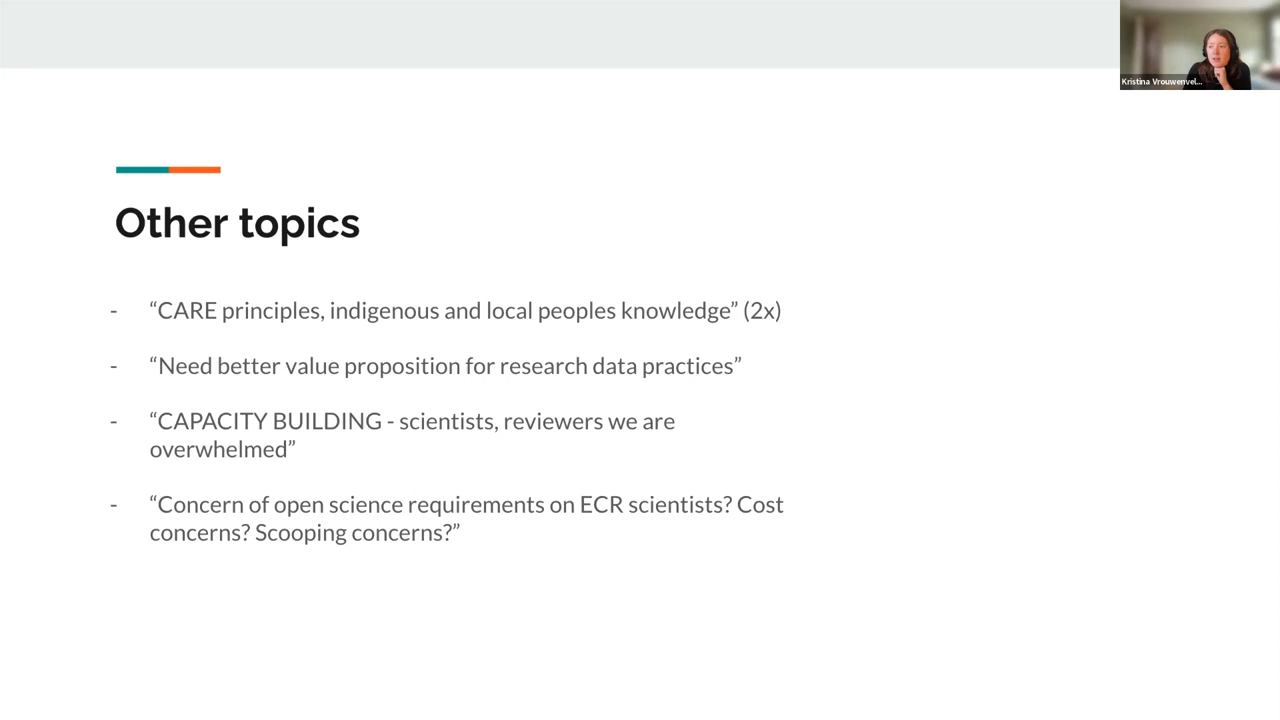 Kristina Vrouwenvel...
Other topics
- “CARE principles, indigenous and local peoples knowledge” (2x)
- “Need better value proposition for research data practices”
- “CAPACITY BUILDING - scientists, reviewers we are
overwhelmed”
- “Concern of open science requirements on ECR scientists? Cost
concerns? Scooping concerns?”